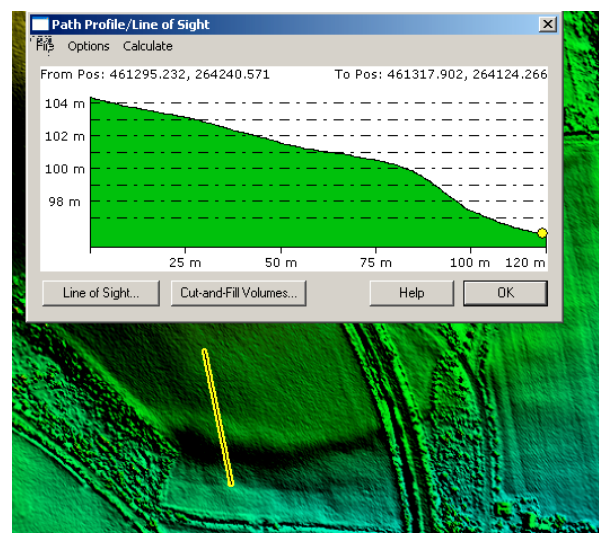 Path Profile/Line of Sight
File Options Calculate
From Pos: 461295.232, 264240.571 To Pos: 461317.902, 264124.266
104 m
102 m
100 m
98 m
25 m 50 m 75 m 100 m 120 m
Line of Sight... Cut-and-Fill Volumes... Help OK